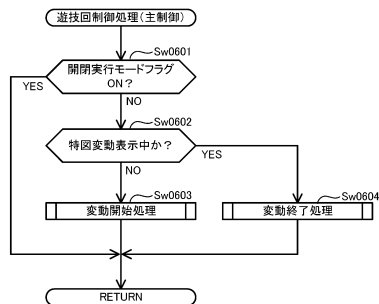 遊技回制御処理(主制御)
Sw0601
開閉実行モードフラグ
ON？
YES
NO
Sw0602
特図変動表示中か？
YES
NO
Sw0603
変動開始処理
Sw0604
変動終了処理
RETURN